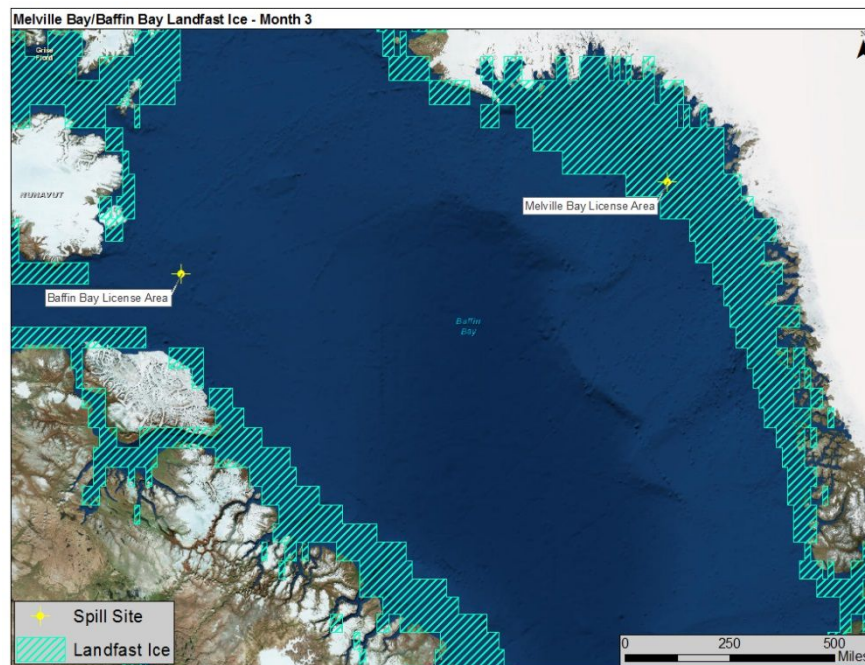 Melville Bay/Baffin Bay Landfast Ice - Month 3
Grise
Fiord
NUNAVUT
Melville Bay License Area
Baffin Bay License Area
Baffin
Bay
Spill Site
Landfast Ice
0 250 500
Miles